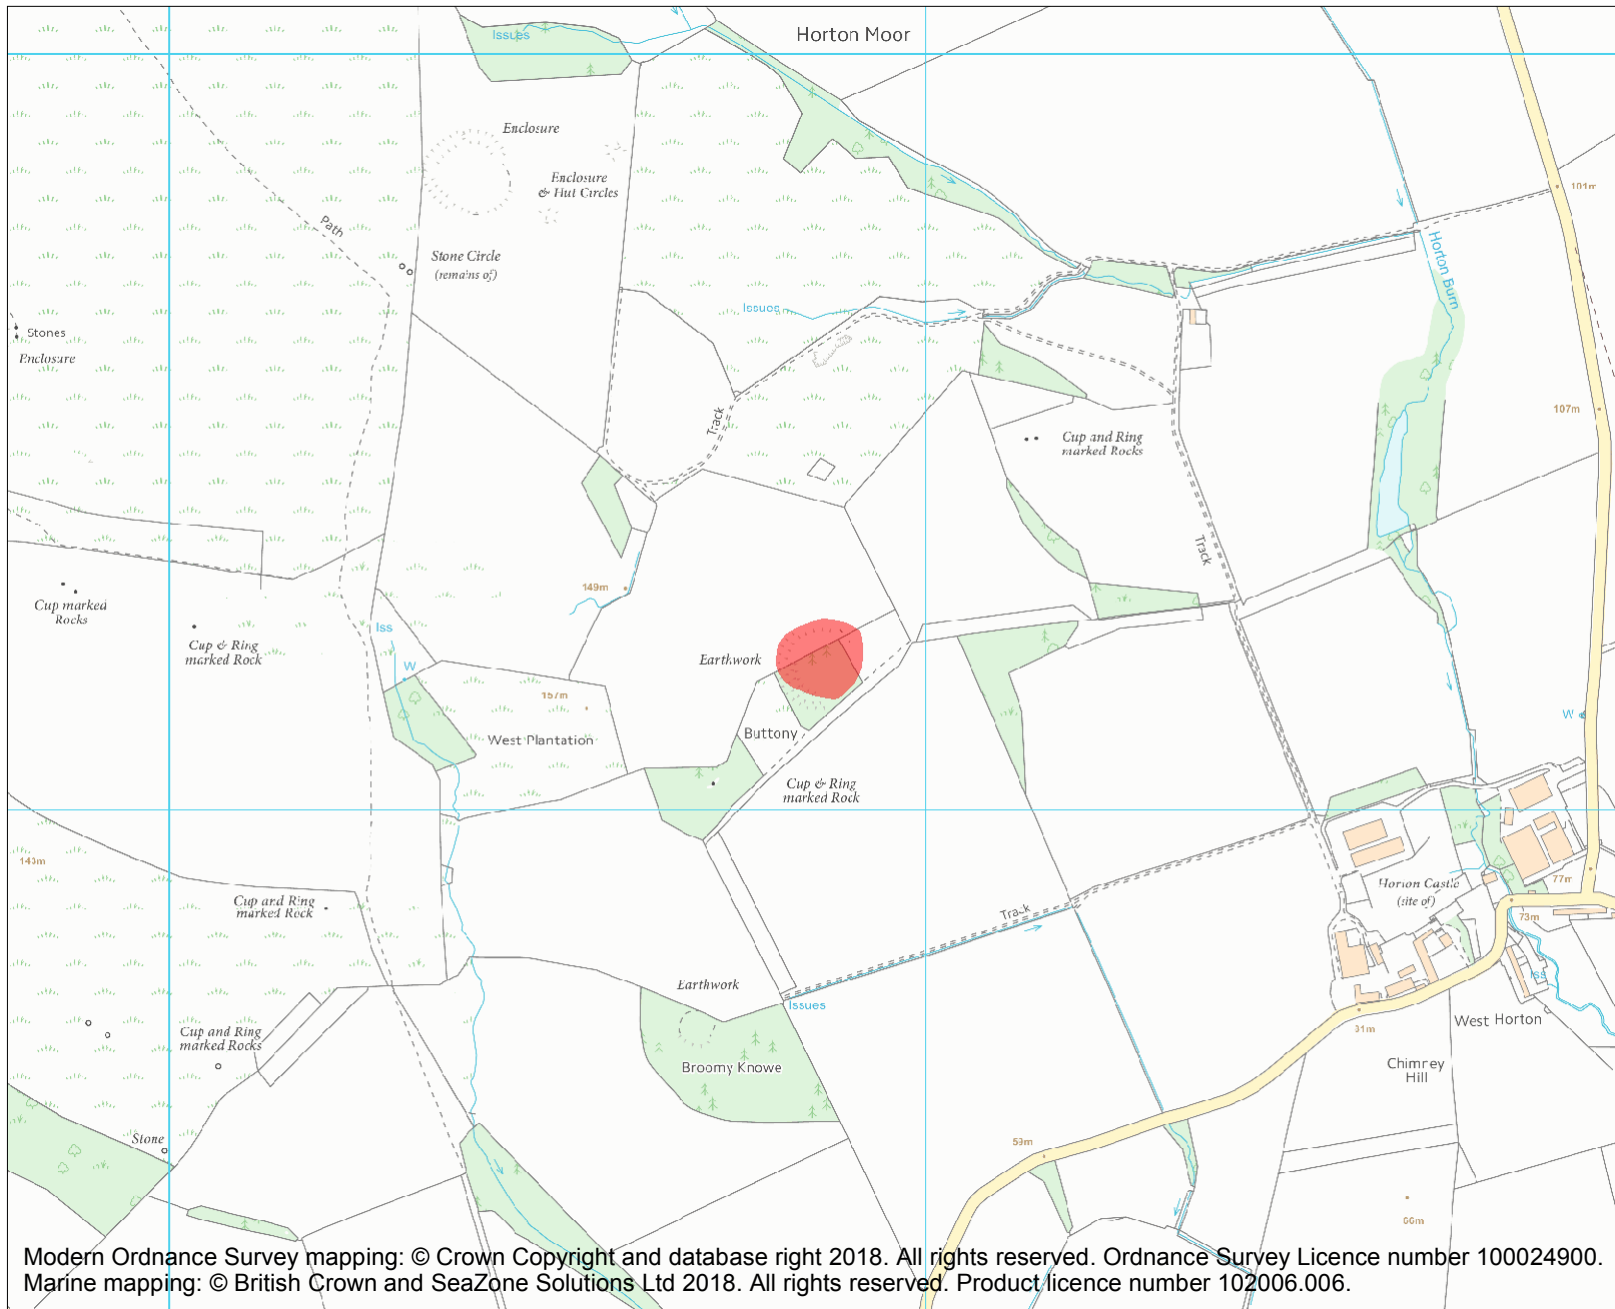 Issues
Horton Moor
Enclosure
Enclosure
& Hut Circles
101m
Path
Stone Circle
(remains of)
Horton Burn
Issues
Stones
Enclosure
107m
Track
Cup and Ring
marked Rocks
Track
149m
Cup marked
Rocks
Iss
Cup & Ring
marked Rock
W
Earthwork
157m
W
Buttony
West Plantation
Cup & Ring
marked Rock
143m
77m
Horton Castle
(site of)
Cup and Ring
marked Rock
Track
73m
Iss
Earthwork
Issues
West Horton
Cup and Ring
marked Rocks
81m
Broomy Knowe
Chimney
Hill
Stone
59m
66m
Modern Ordnance Survey mapping: © Crown Copyright and database right 2018. All rights reserved. Ordnance Survey Licence number 100024900.
Marine mapping: © British Crown and SeaZone Solutions Ltd 2018. All rights reserved. Product licence number 102006.006.